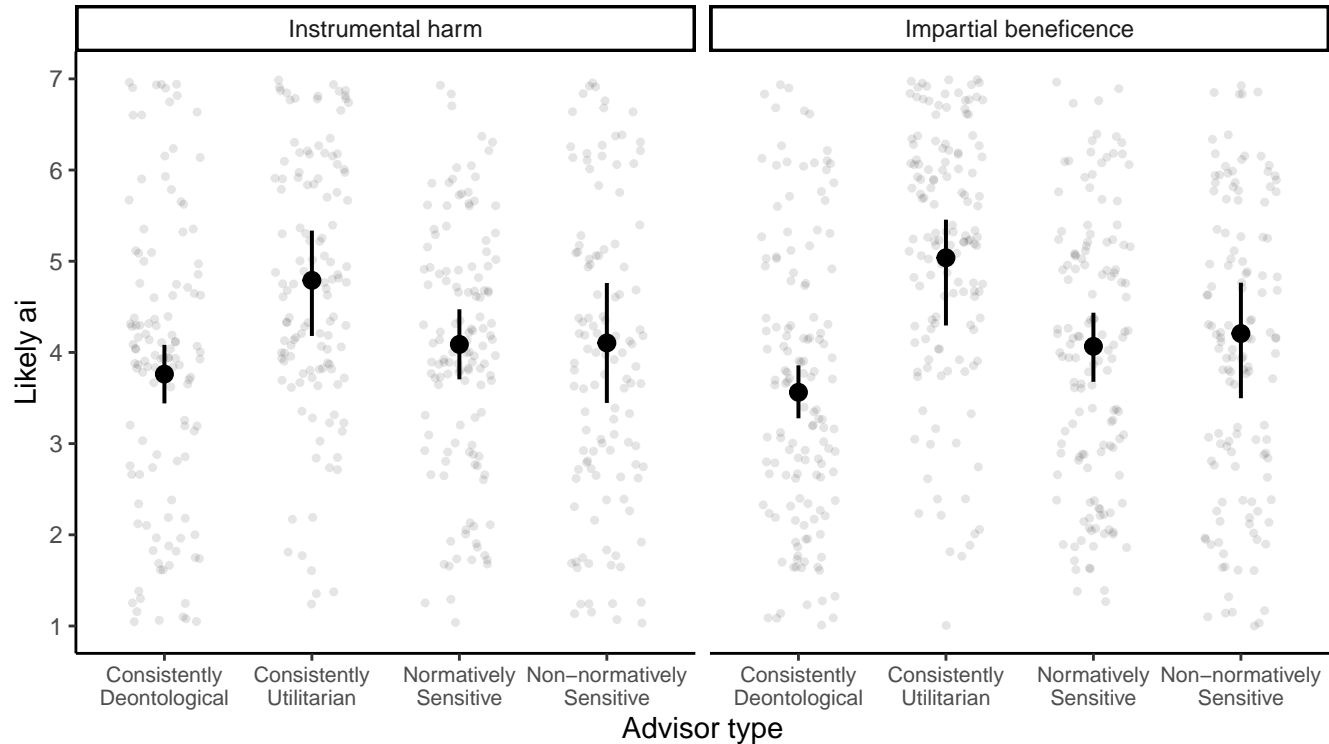 Instrumental harm
Impartial beneficence
Likely ai
7
6
5
4
3
2
1
Consistently
Deontological
Consistently
Utilitarian
Normatively
Sensitive
Non−normatively
Sensitive
Consistently
Deontological
Consistently
Utilitarian
Normatively
Sensitive
Non−normatively
Sensitive
Advisor type